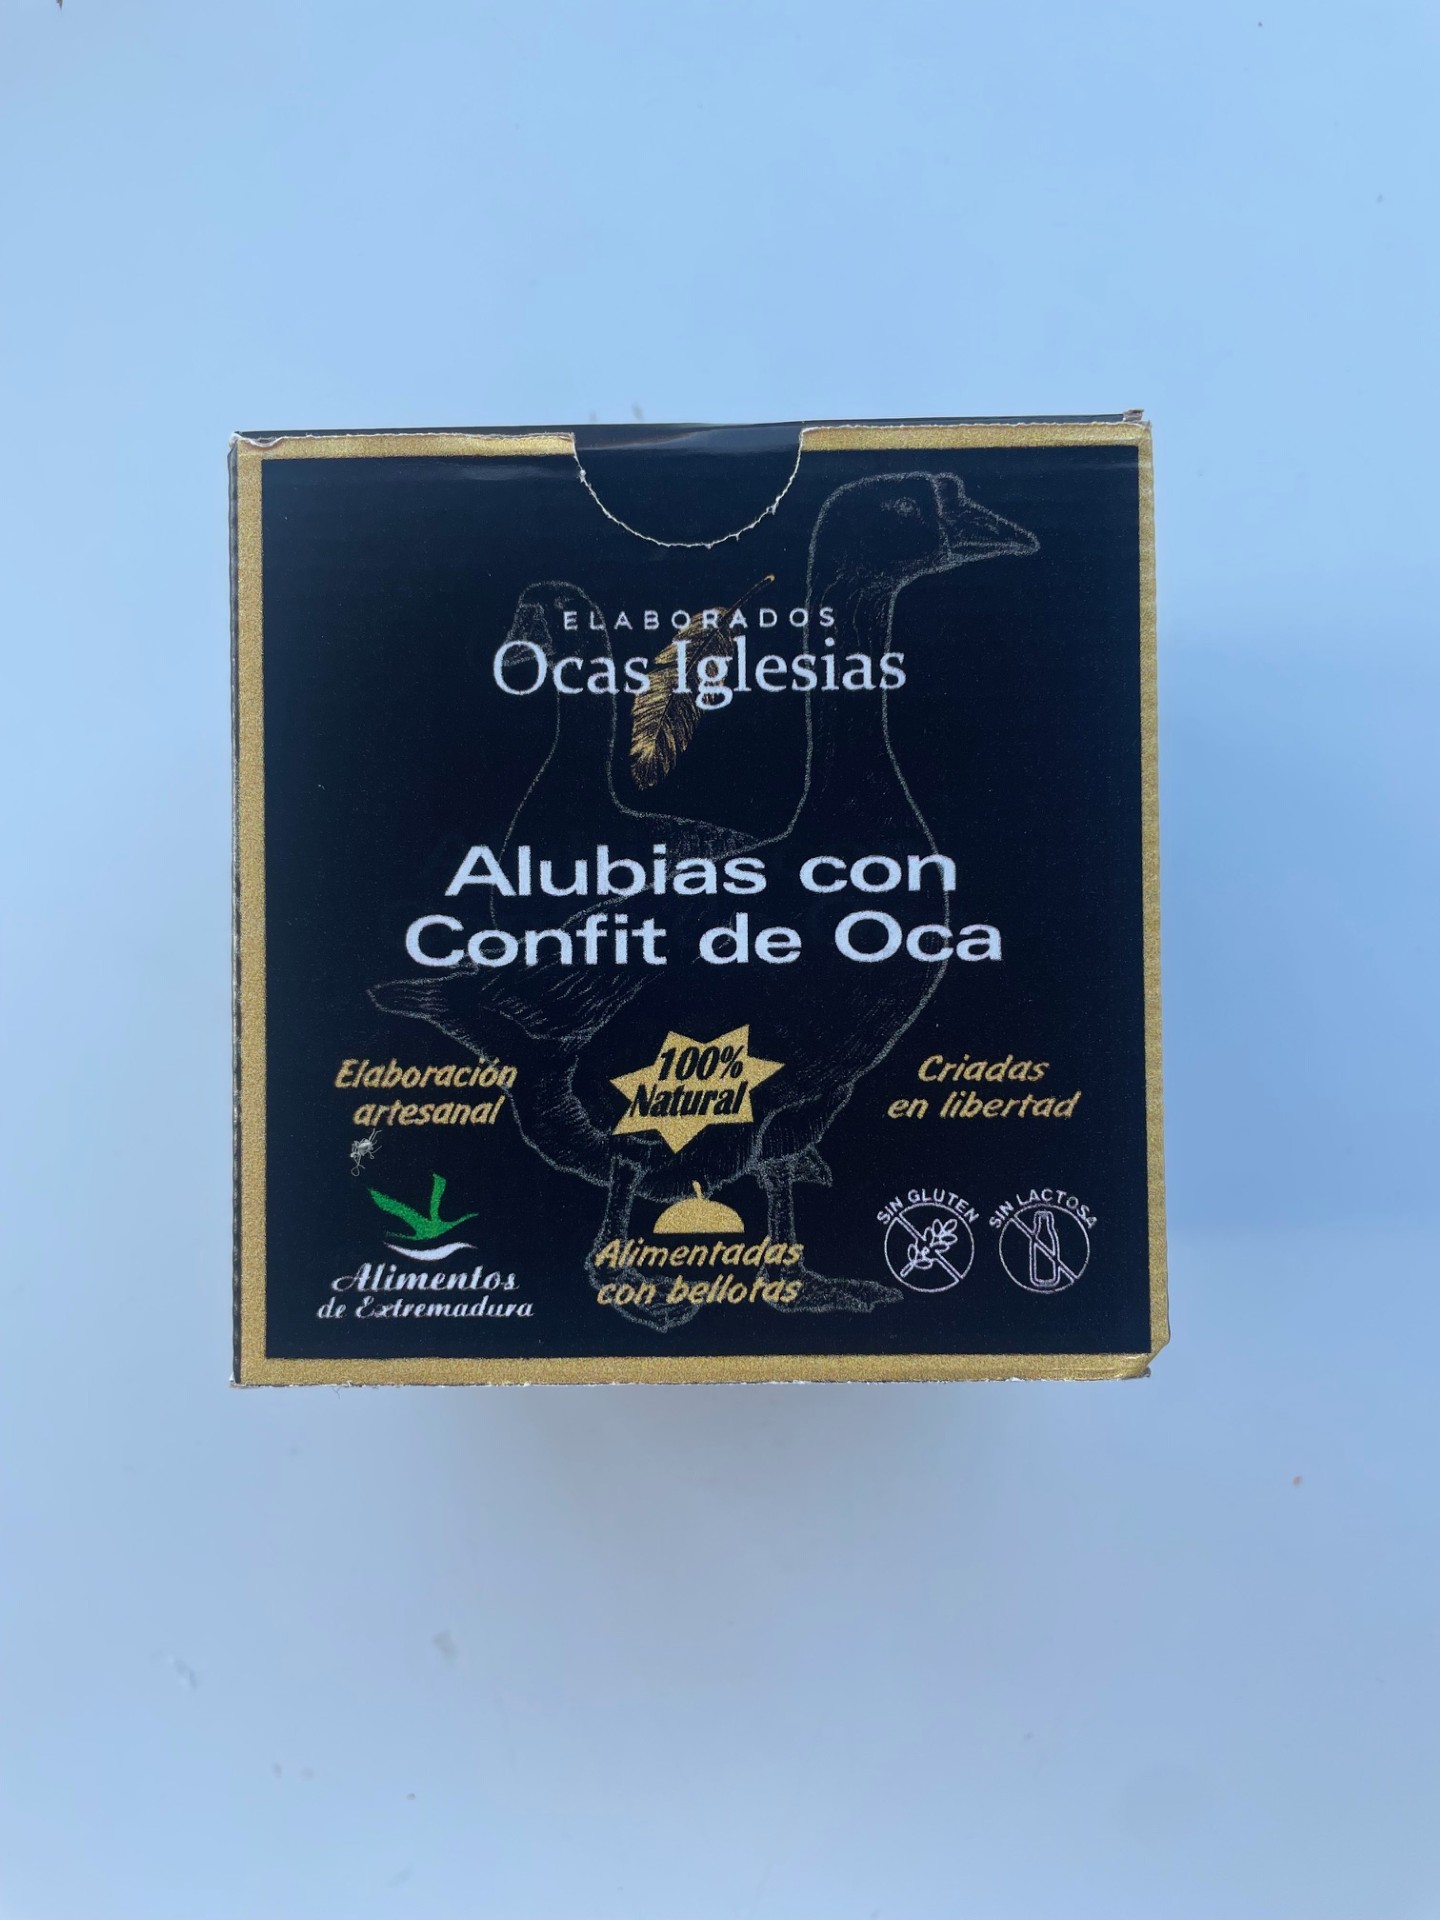 ELABORADOS
Ocas Iglesias
Alubias con
Confit de Oca
Elaboración
artesanal
100%
Natural
Criadas
en libertad
Alimentos
de Extremadura
Alimentadas
con bellotas
SIN GLUTEN
SIN LACTOSA